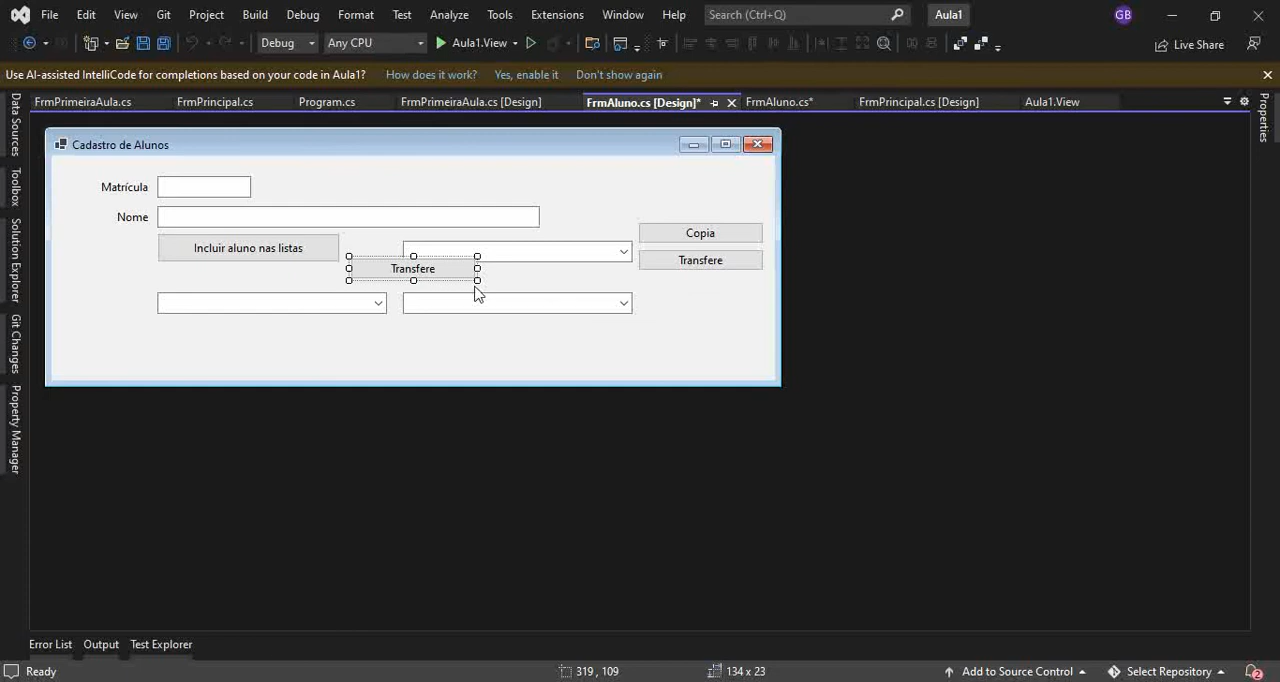 File Edit View Git Project Build Debug Format Test Analyze Tools Extensions Window Help Search (Ctrl+Q) Aula1 GB
Debug Any CPU Aula1.View Live Share
Use AI-assisted IntelliCode for completions based on your code in Aula1? How does it work? Yes, enable it Don't show again
FrmPrimeiraAula.cs FrmPrincipal.cs Program.cs FrmPrimeiraAula.cs [Design] FrmAluno.cs [Design]* FrmAluno.cs* FrmPrincipal.cs [Design] Aula1.View
Data Sources
Toolbox
Solution Explorer
Git Changes
Property Manager
Properties
Cadastro de Alunos
Matrícula
Nome
Copia
Incluir aluno nas listas
Transfere
Transfere
Error List Output Test Explorer
Ready 319 , 109 134 x 23 Add to Source Control Select Repository 2